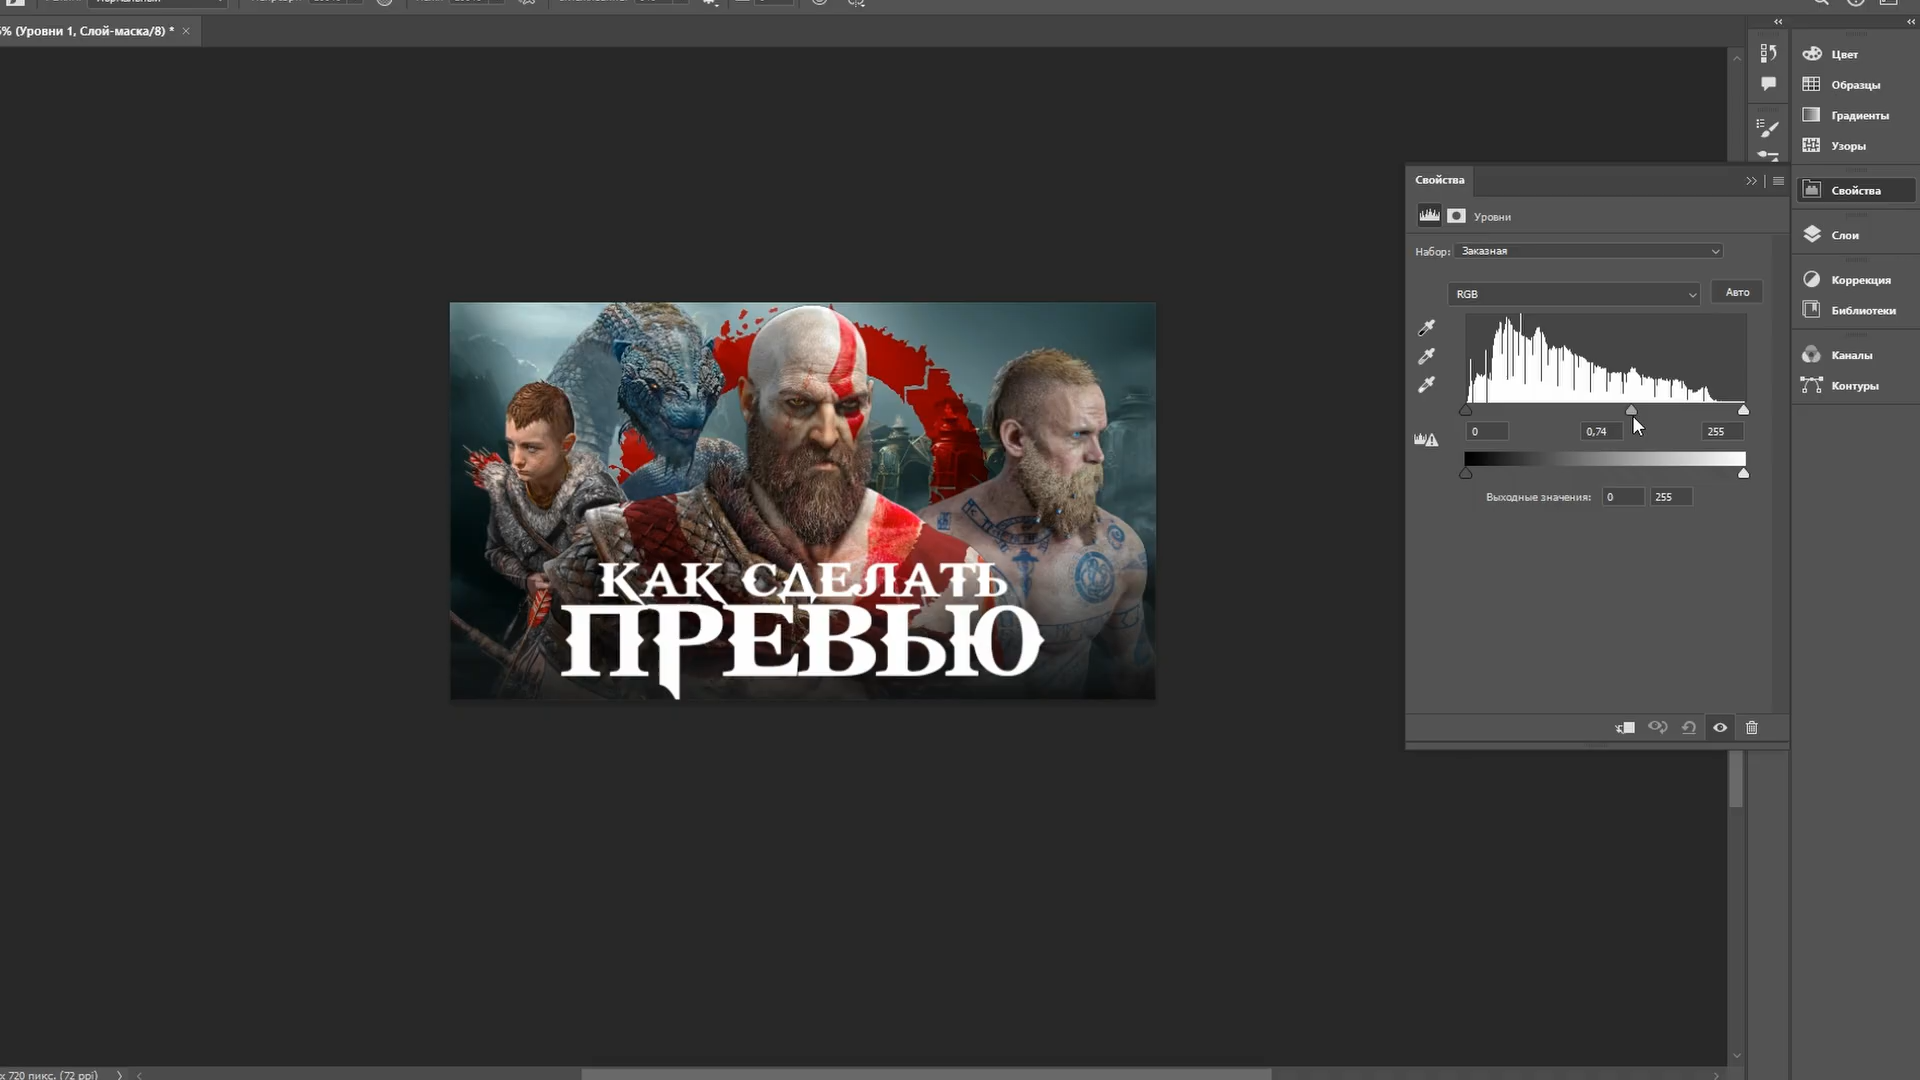 % (Уровни 1, Слой-маска/8) *
Цвет
Образцы
Градиенты
Узоры
Свойства
Слои
Коррекция
Библиотеки
Каналы
Контуры
Свойства
Уровни
Набор: Заказная
RGB
Авто
0
0,74
255
Выходные значения: 0 255
КАК СДЕЛАТЬ
ПРЕВЬЮ
x 720 пикс. (72 ppi)